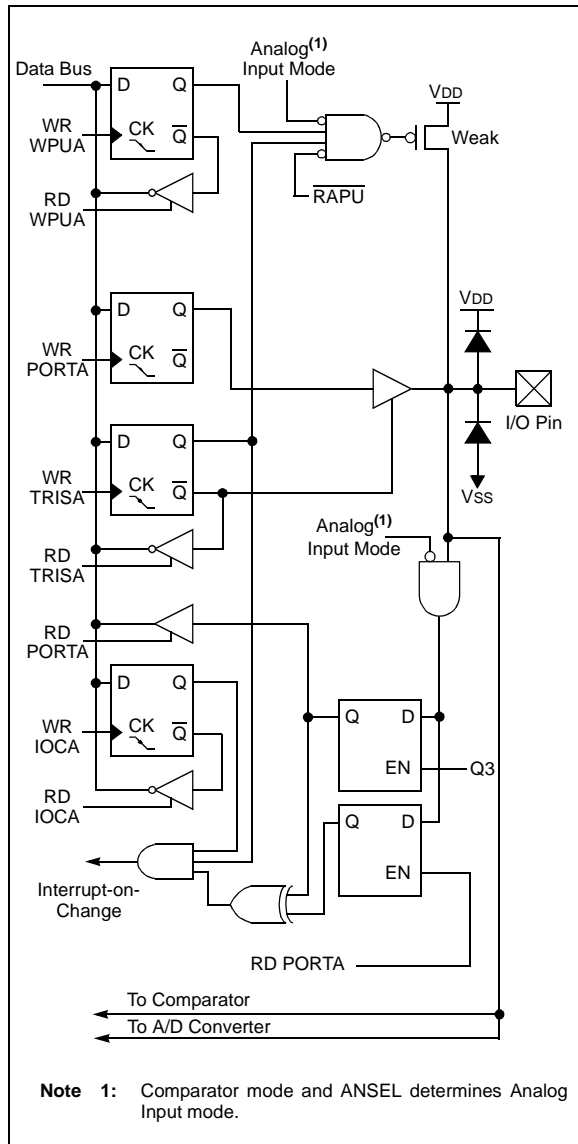 Analog(1)
Input Mode
Data Bus
D Q
VDD
WR
WPUA
CK Q
Weak
RD
WPUA
RAPU
D Q
VDD
WR
PORTA
CK Q
I/O Pin
D Q
WR
TRISA
CK Q
VSS
Analog(1)
Input Mode
RD
TRISA
RD
PORTA
D Q
Q D
WR
IOCA
CK Q
EN
Q3
RD
IOCA
Q D
EN
Interrupt-on-
Change
RD PORTA
To Comparator
To A/D Converter
Note 1: Comparator mode and ANSEL determines Analog
Input mode.